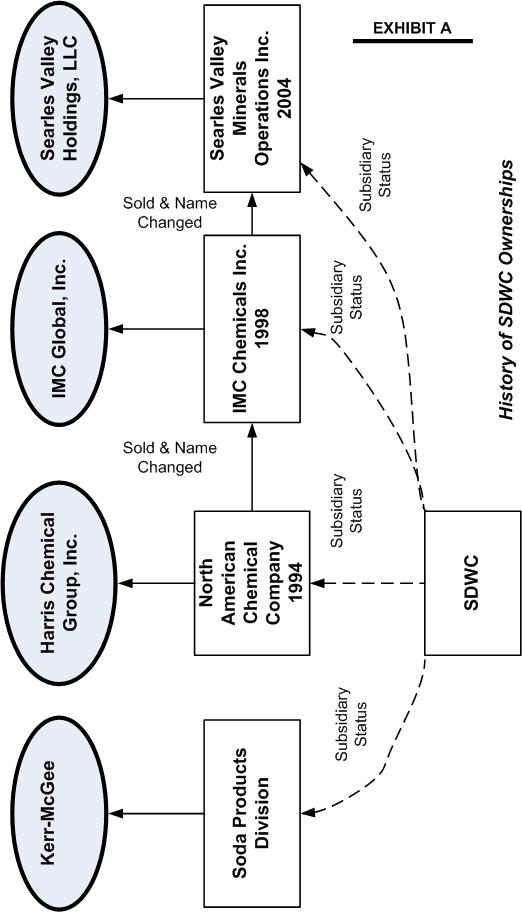 EXHIBIT A
Kerr-McGee
Harris Chemical
Group, Inc.
IMC Global, Inc.
Searles Valley
Holdings, LLC
Soda Products
Division
North
American
Chemical
Company
1994
Sold & Name
Changed
IMC Chemicals Inc.
1998
Sold & Name
Changed
Searles Valley
Minerals
Operations Inc.
2004
Subsidiary
Status
Subsidiary
Status
Subsidiary
Status
Subsidiary
Status
SDWC
History of SDWC Ownerships